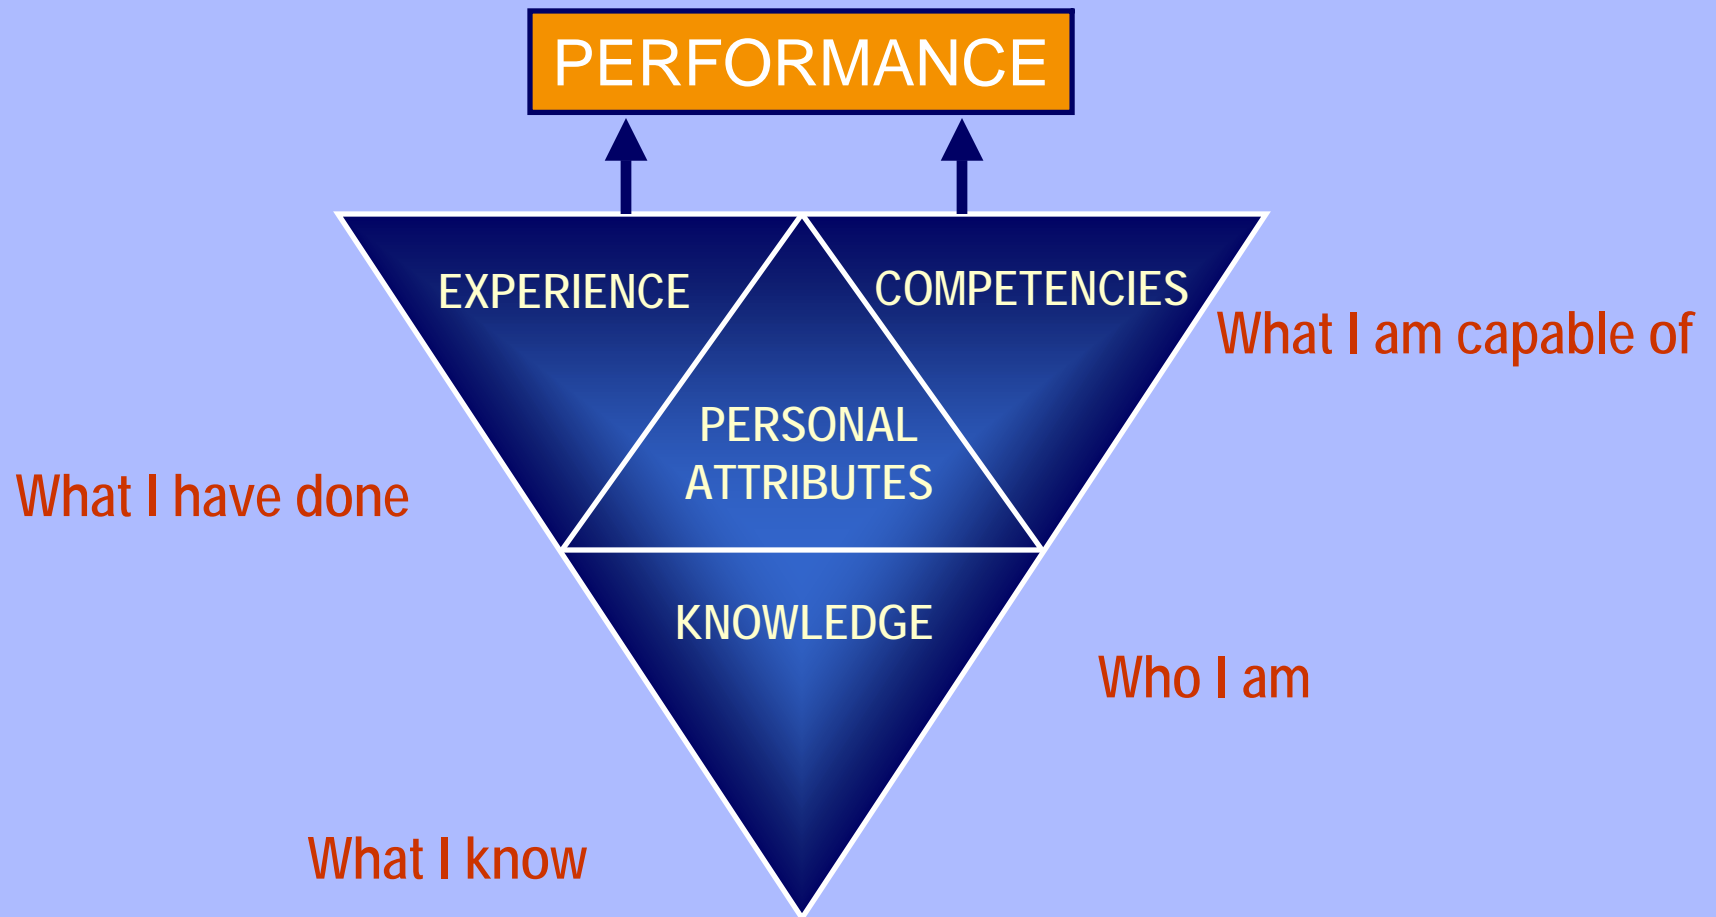 PERFORMANCE
EXPERIENCE
COMPETENCIES
What I am capable of
PERSONAL
ATTRIBUTES
What I have done
KNOWLEDGE
Who I am
What I know